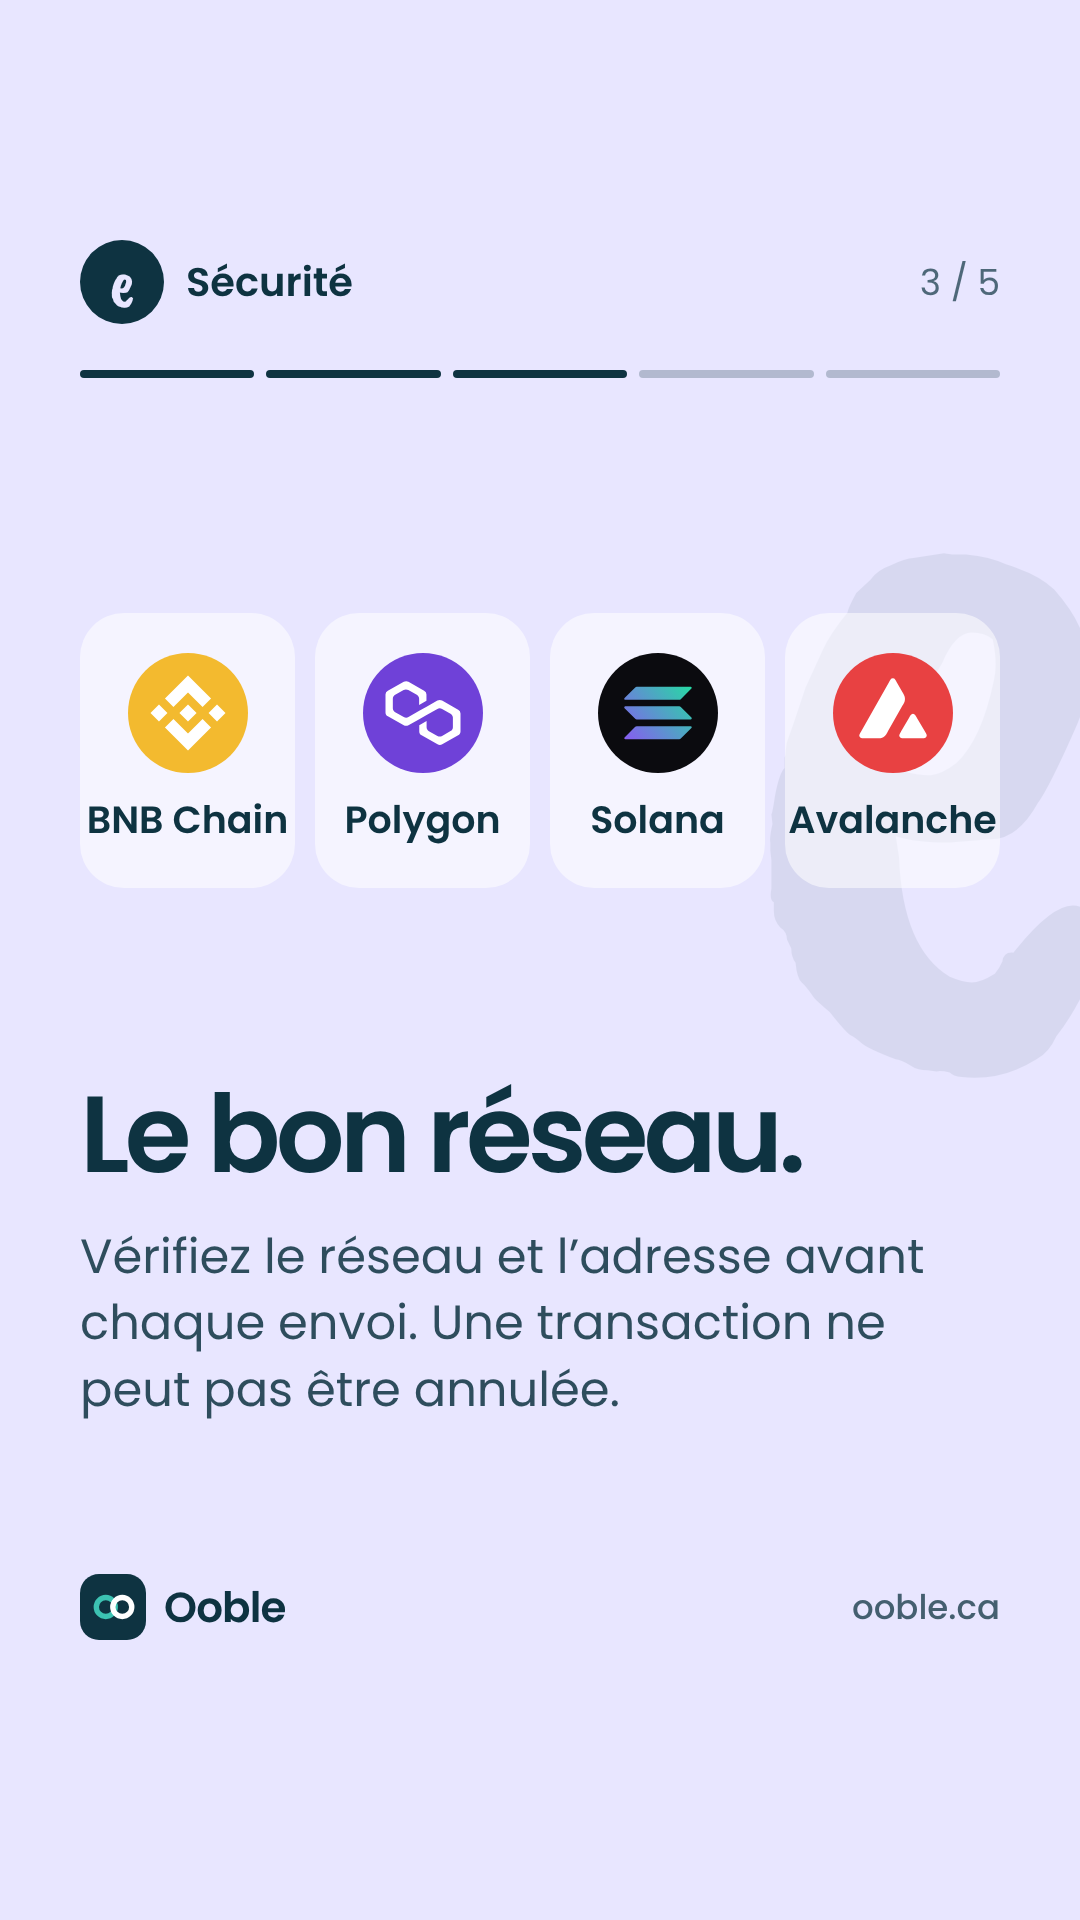 e
Sécurité
3 / 5
BNB Chain
Polygon
Solana
Avalanche
Le bon réseau.
Vérifiez le réseau et l’adresse avant
chaque envoi. Une transaction ne
peut pas être annulée.
Ooble
ooble.ca